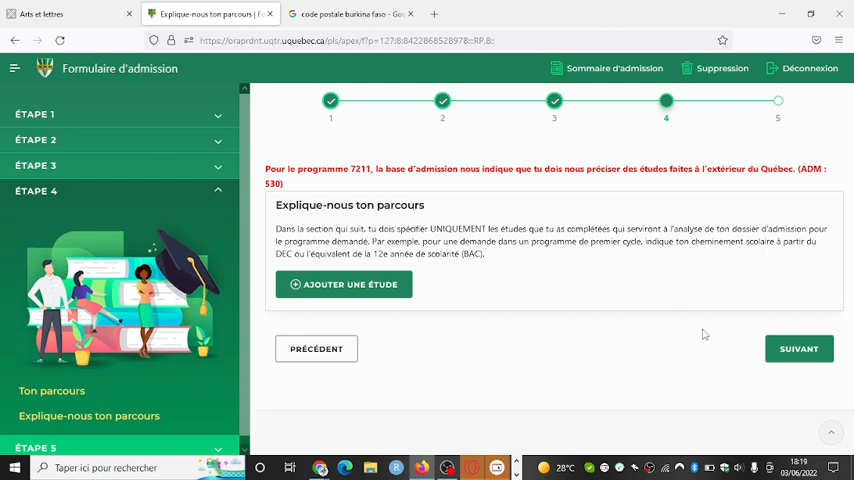 Arts et lettres
Explique-nous ton parcours | Fo
code postale burkina faso - Goo
https://oraprdnt.uqtr.uquebec.ca/pls/apex/f?p=127:8:8422868528978::RP,8::
Formulaire d'admission
Sommaire d'admission
Suppression
Déconnexion
ÉTAPE 1
ÉTAPE 2
ÉTAPE 3
ÉTAPE 4
Ton parcours
Explique-nous ton parcours
ÉTAPE 5
1
2
3
4
5
Pour le programme 7211, la base d'admission nous indique que tu dois nous préciser des études faites à l'extérieur du Québec. (ADM :
530)
Explique-nous ton parcours
Dans la section qui suit, tu dois spécifier UNIQUEMENT les études que tu as complétées qui serviront à l'analyse de ton dossier d'admission pour
le programme demandé. Par exemple, pour une demande dans un programme de premier cycle, indique ton cheminement scolaire à partir du
DEC ou l'équivalent de la 12e année de scolarité (BAC).
AJOUTER UNE ÉTUDE
PRÉCÉDENT
SUIVANT
Taper ici pour rechercher
28°C
18:19
03/06/2022